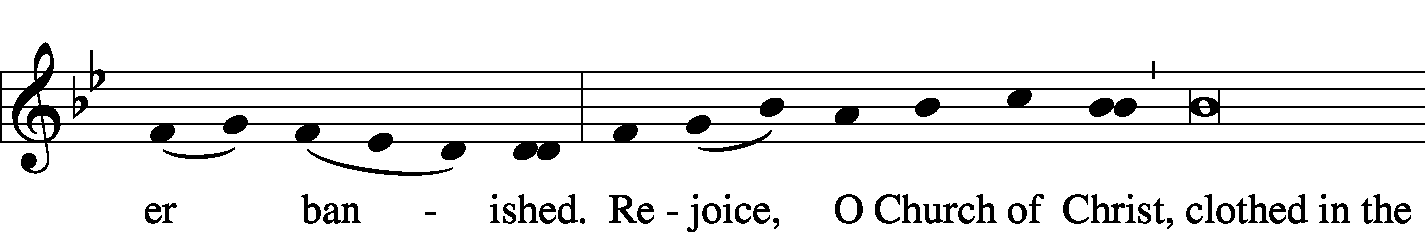 er ban - ished. Re - joice, O Church of Christ, clothed in the